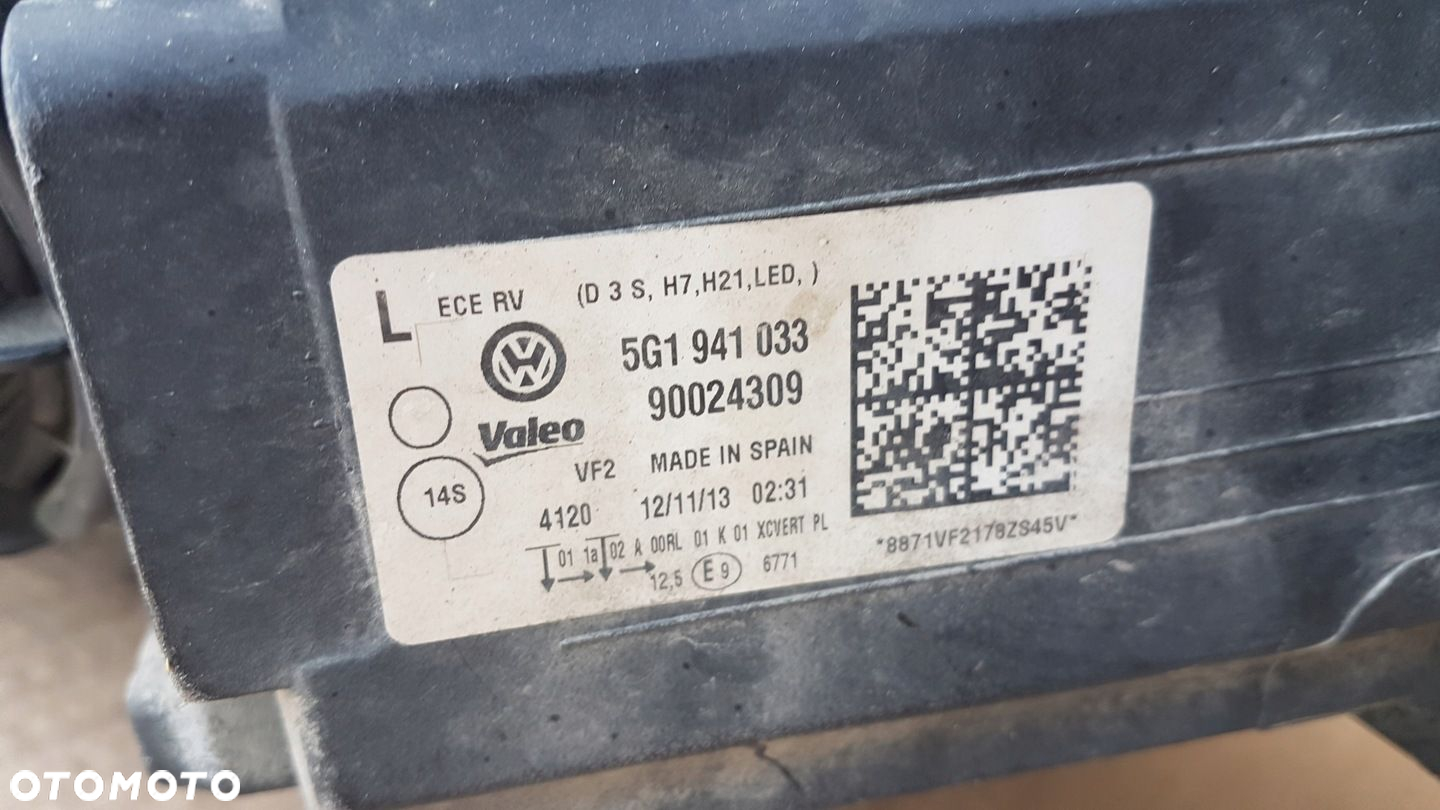 L ECE RV (D 3 S, H7,H21,LED, )
5G1 941 033
90024309
Valeo
VF2 MADE IN SPAIN
14S
4120 12/11/13 02:31
01 1a 02 A 00RL 01 K 01 XCVERT PL
12,5 E9 6771
*8871VF2178ZS45V*
OTOMOTO